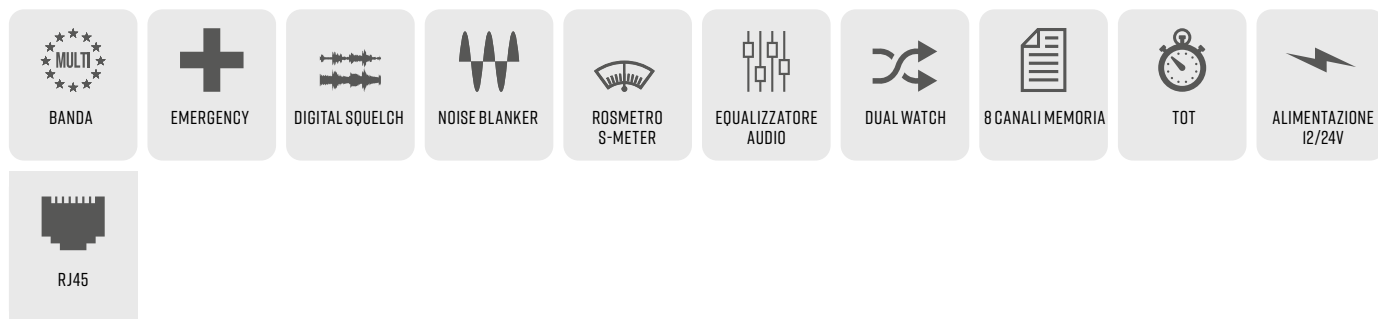 MULTI
BANDA
EMERGENCY
DIGITAL SQUELCH
NOISE BLANKER
ROSMETRO
S-METER
EQUALIZZATORE
AUDIO
DUAL WATCH
8 CANALI MEMORIA
TOT
ALIMENTAZIONE
12/24V
RJ45